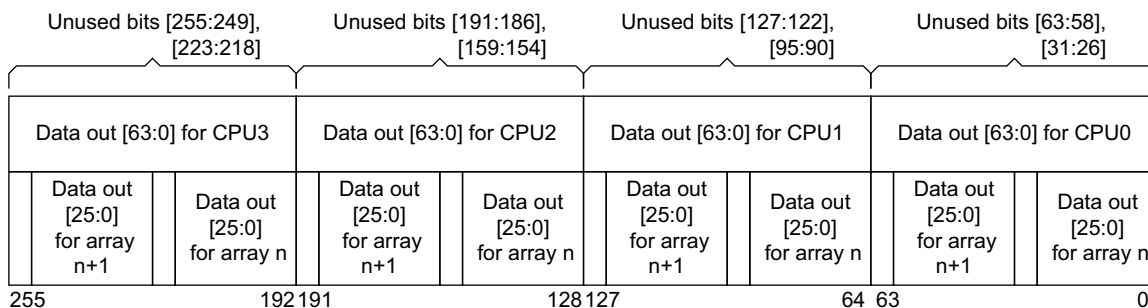 Unused bits [255:249],
[223:218]
Unused bits [191:186],
[159:154]
Unused bits [127:122],
[95:90]
Unused bits [63:58],
[31:26]
Data out [63:0] for CPU3
Data out [63:0] for CPU2
Data out [63:0] for CPU1
Data out [63:0] for CPU0
Data out
[25:0]
for array
n+1
Data out
[25:0]
for array n
Data out
[25:0]
for array
n+1
Data out
[25:0]
for array n
Data out
[25:0]
for array
n+1
Data out
[25:0]
for array n
Data out
[25:0]
for array
n+1
Data out
[25:0]
for array n
255 192 191 128 127 64 63 0